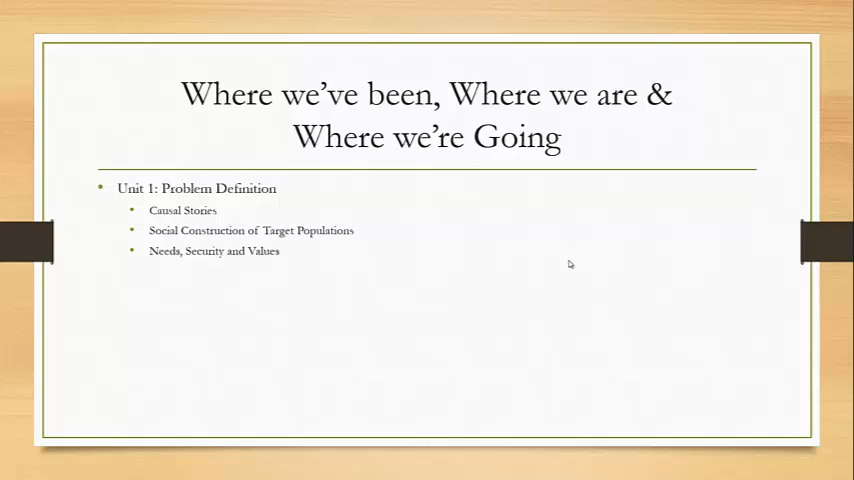 Where we’ve been, Where we are &
Where we’re Going
• Unit 1: Problem Definition
• Causal Stories
• Social Construction of Target Populations
• Needs, Security and Values